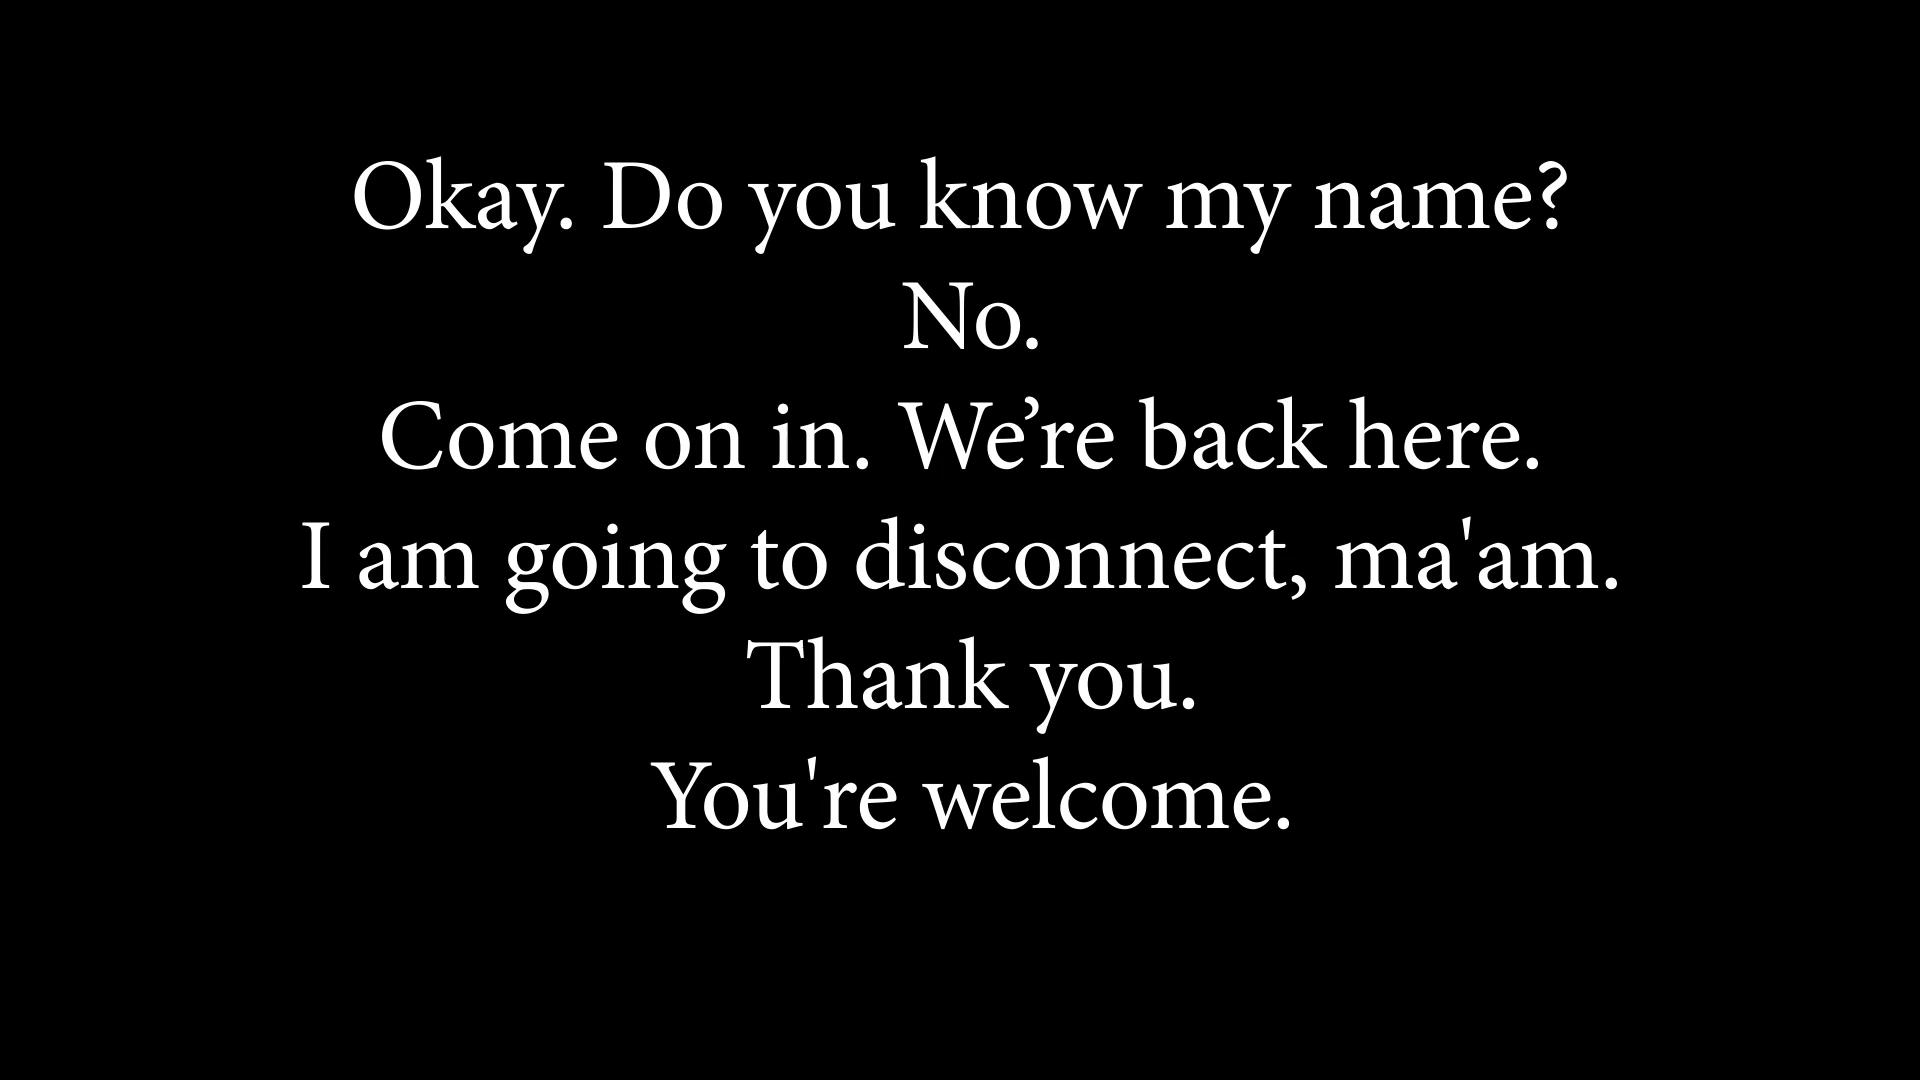 Okay. Do you know my name?
No.
Come on in. We’re back here.
I am going to disconnect, ma'am.
Thank you.
You're welcome.